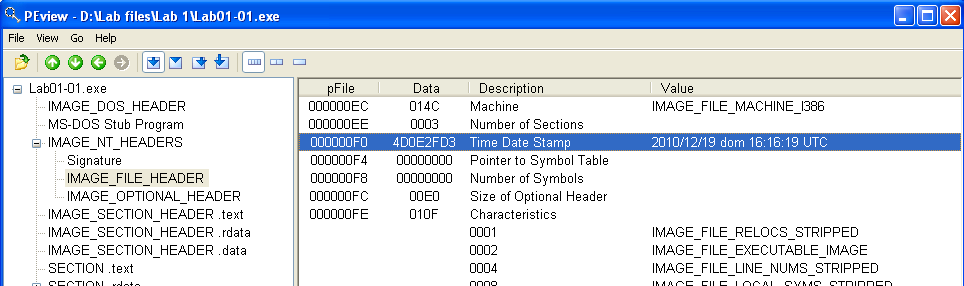 PEview - D:\Lab files\Lab 1\Lab01-01.exe
File View Go Help
Lab01-01.exe
IMAGE_DOS_HEADER
MS-DOS Stub Program
IMAGE_NT_HEADERS
Signature
IMAGE_FILE_HEADER
IMAGE_OPTIONAL_HEADER
IMAGE_SECTION_HEADER .text
IMAGE_SECTION_HEADER .rdata
IMAGE_SECTION_HEADER .data
SECTION .text
SECTION .rdata
pFile Data Description Value
000000EC 014C Machine IMAGE_FILE_MACHINE_I386
000000EE 0003 Number of Sections
000000F0 4D0E2FD3 Time Date Stamp 2010/12/19 dom 16:16:19 UTC
000000F4 00000000 Pointer to Symbol Table
000000F8 00000000 Number of Symbols
000000FC 00E0 Size of Optional Header
000000FE 010F Characteristics
0001 IMAGE_FILE_RELOCS_STRIPPED
0002 IMAGE_FILE_EXECUTABLE_IMAGE
0004 IMAGE_FILE_LINE_NUMS_STRIPPED
0008 IMAGE_FILE_LOCAL_SYMS_STRIPPED